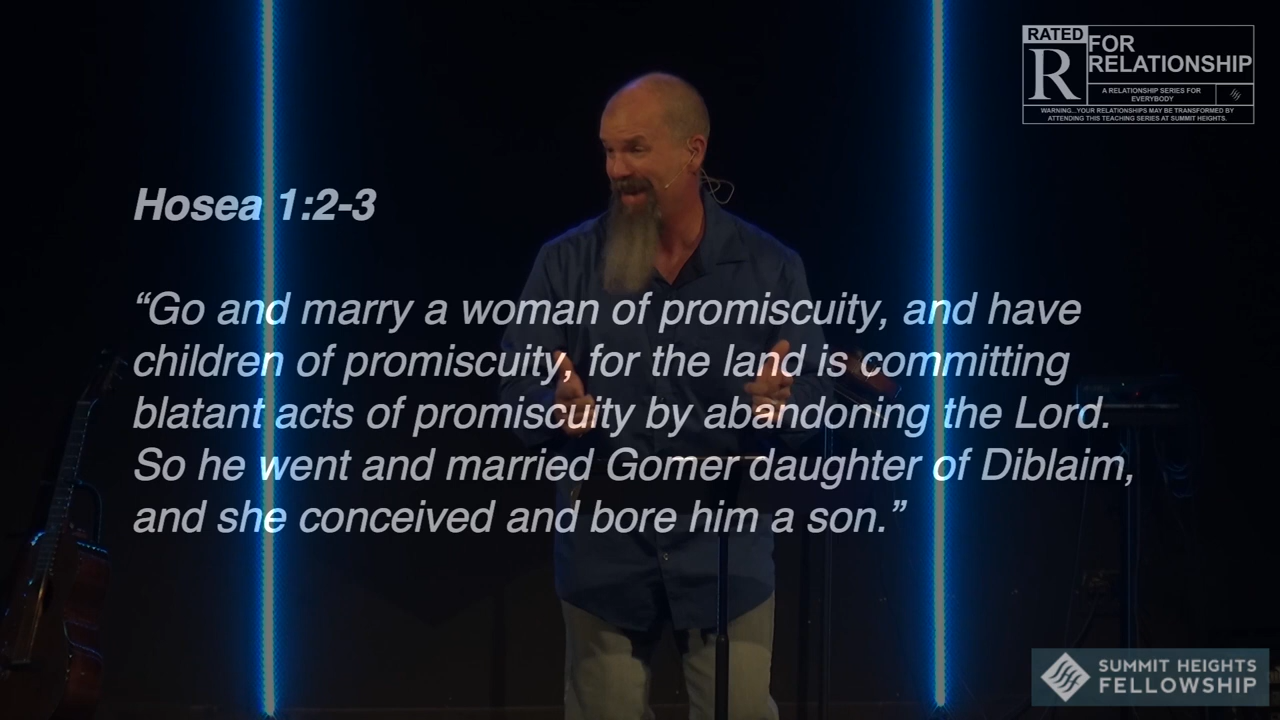 RATED
R
FOR
RELATIONSHIP
A RELATIONSHIP SERIES FOR
EVERYBODY
WARNING...YOUR RELATIONSHIPS MAY BE TRANSFORMED BY
ATTENDING THIS TEACHING SERIES AT SUMMIT HEIGHTS.
Hosea 1:2-3
“Go and marry a woman of promiscuity, and have
children of promiscuity, for the land is committing
blatant acts of promiscuity by abandoning the Lord.
So he went and married Gomer daughter of Diblaim,
and she conceived and bore him a son.”
SUMMIT HEIGHTS
FELLOWSHIP